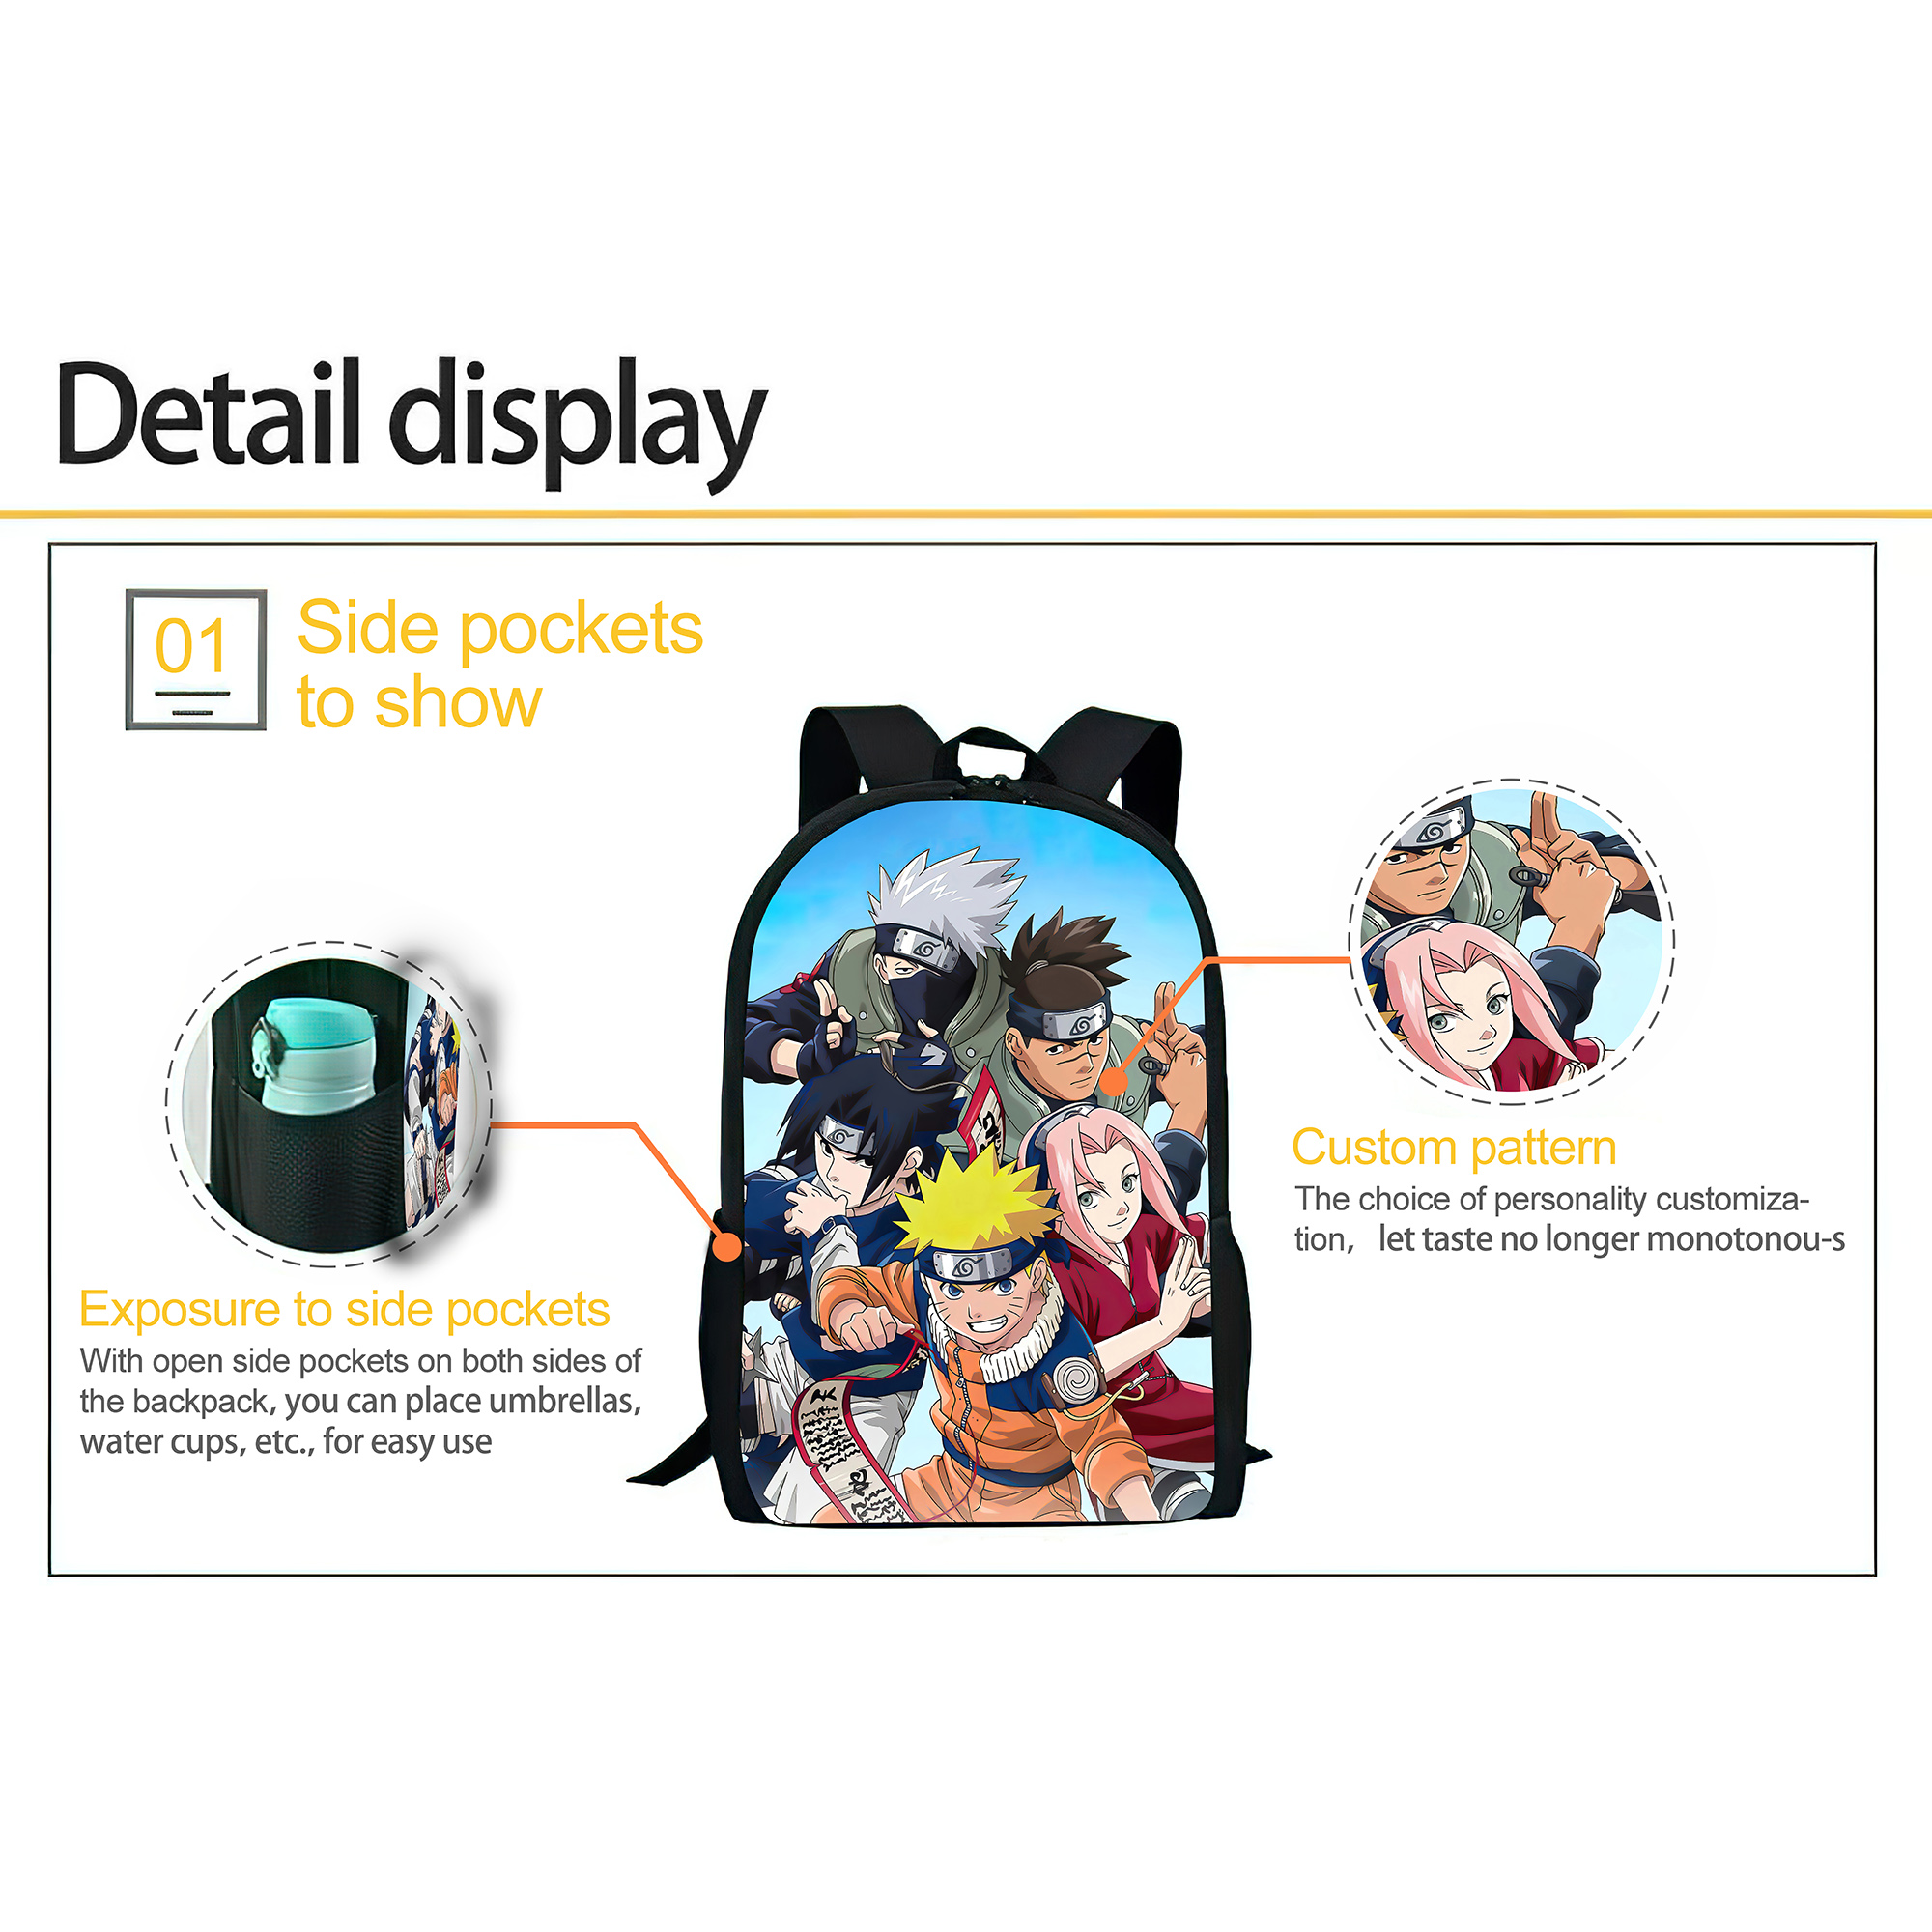 Detail display
01
Side pockets
to show
Exposure to side pockets
With open side pockets on both sides of
the backpack, you can place umbrellas,
water cups, etc., for easy use
Custom pattern
The choice of personality customiza-
tion, let taste no longer monotonou-s